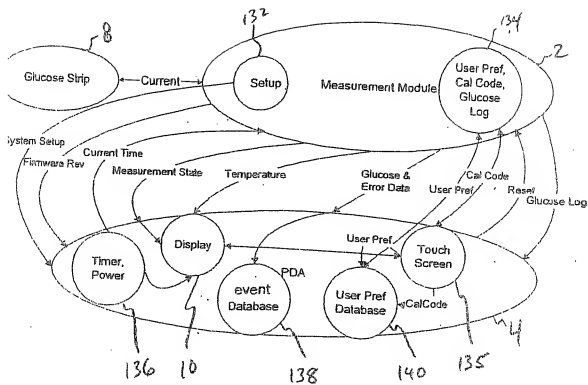 8
132
134
2
Glucose Strip
Current
Setup
Measurement Module
User Pref,
Cal Code,
Glucose
Log
System Setup
Firmware Rev
Current Time
Measurement State
Temperature
Glucose &
Error Data
Cal Code
User Pref
Reset
Glucose Log
Timer,
Power
Display
event
Database
PDA
User Pref
User Pref
Database
CalCode
Touch
Screen
4
136
10
138
140
135